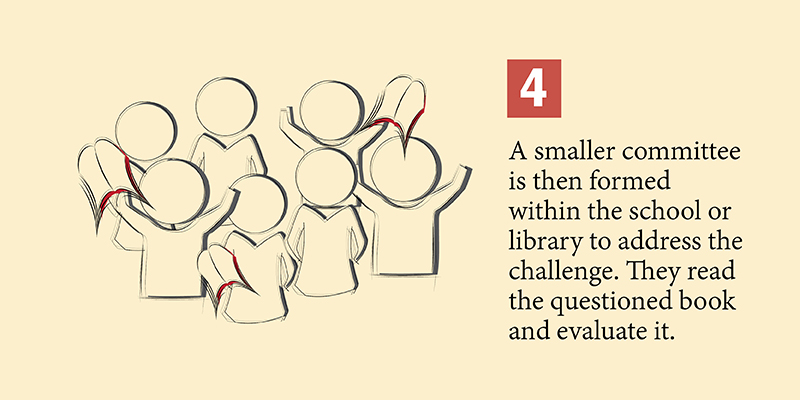 4
A smaller committee
is then formed
within the school or
library to address the
challenge. They read
the questioned book
and evaluate it.